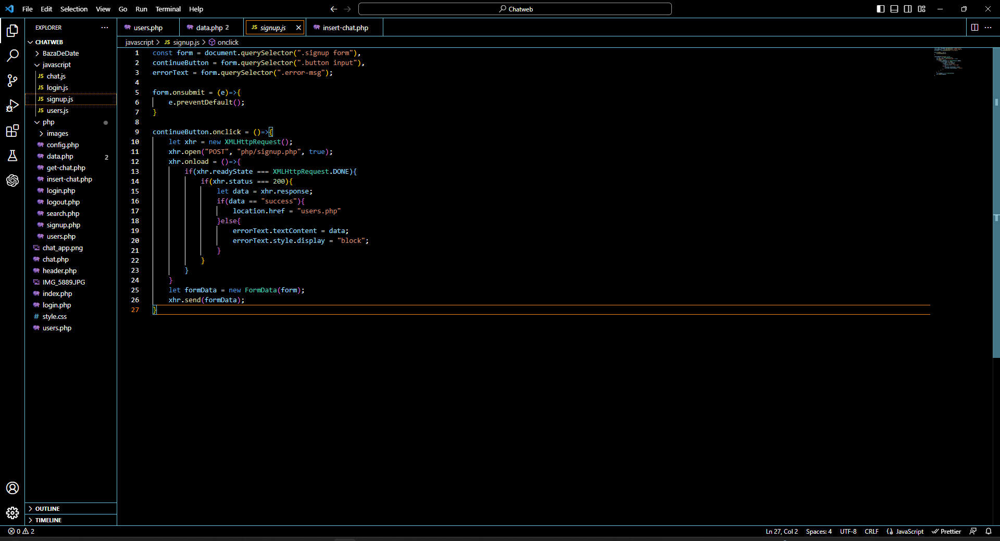 File Edit Selection View Go Run Terminal Help
Chatweb
EXPLORER
CHATWEB
BazaDeDate
javascript
JS chat.js
JS login.js
JS signup.js
JS users.js
php
images
config.php
data.php 2
get-chat.php
insert-chat.php
login.php
logout.php
search.php
signup.php
users.php
chat_app.png
chat.php
header.php
IMG_5889.JPG
index.php
login.php
# style.css
users.php
OUTLINE
TIMELINE
users.php data.php 2 JS signup.js insert-chat.php
javascript > JS signup.js > onclick
1 const form = document.querySelector(".signup form"),
2 continueButton = form.querySelector(".button input"),
3 errorText = form.querySelector(".error-msg");
4
5 form.onsubmit = (e)=>{
6     e.preventDefault();
7 }
8
9 continueButton.onclick = ()=>{
10     let xhr = new XMLHttpRequest();
11     xhr.open("POST", "php/signup.php", true);
12     xhr.onload = ()=>{
13         if(xhr.readyState === XMLHttpRequest.DONE){
14             if(xhr.status === 200){
15                 let data = xhr.response;
16                 if(data == "success"){
17                     location.href = "users.php"
18                 }else{
19                     errorText.textContent = data;
20                     errorText.style.display = "block";
21                 }
22             }
23         }
24     }
25     let formData = new FormData(form);
26     xhr.send(formData);
27 }
0 2
Ln 27, Col 2 Spaces: 4 UTF-8 CRLF JavaScript Prettier